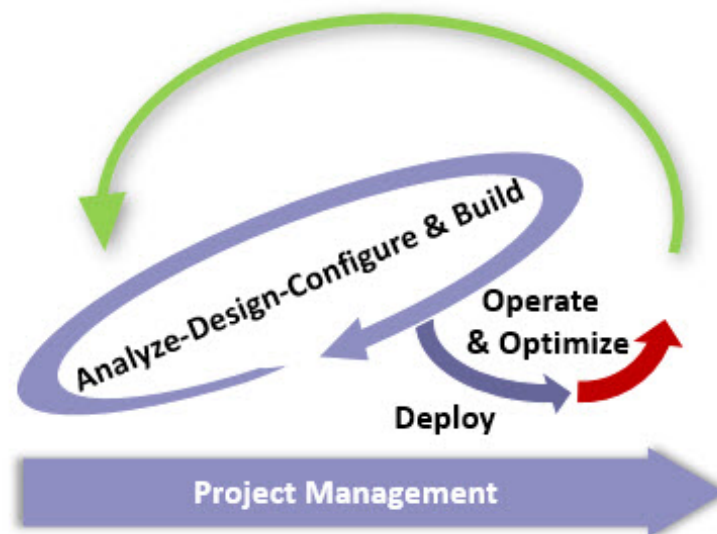 Analyze-Design-Configure & Build
Operate
& Optimize
Deploy
Project Management